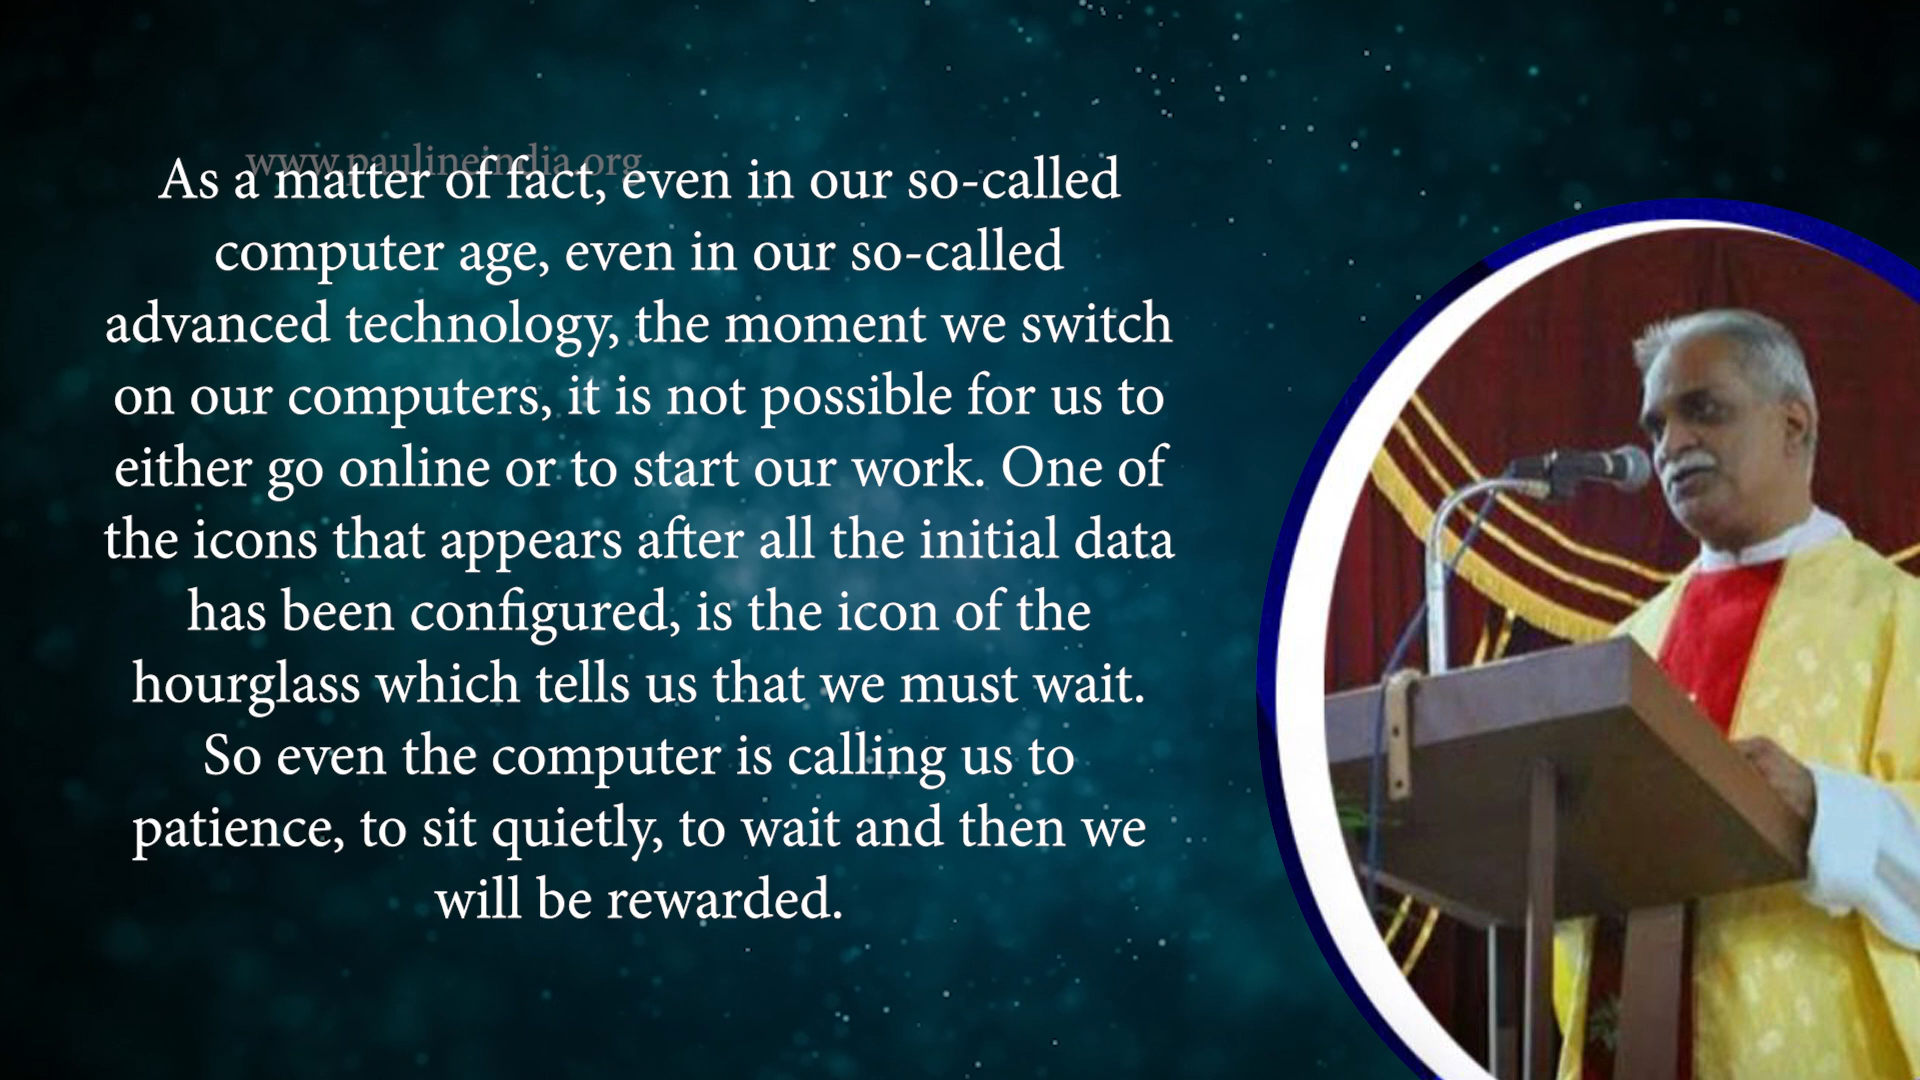 www.paulineindia.org
As a matter of fact, even in our so-called
computer age, even in our so-called
advanced technology, the moment we switch
on our computers, it is not possible for us to
either go online or to start our work. One of
the icons that appears after all the initial data
has been configured, is the icon of the
hourglass which tells us that we must wait.
So even the computer is calling us to
patience, to sit quietly, to wait and then we
will be rewarded.